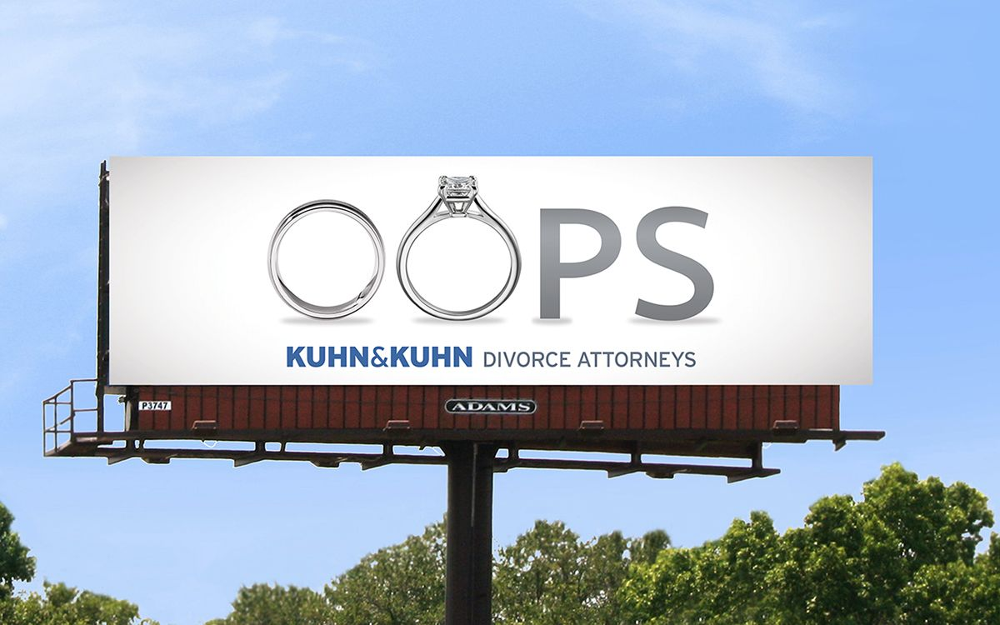 OOPS
KUHN&KUHN DIVORCE ATTORNEYS
P3747
ADAMS